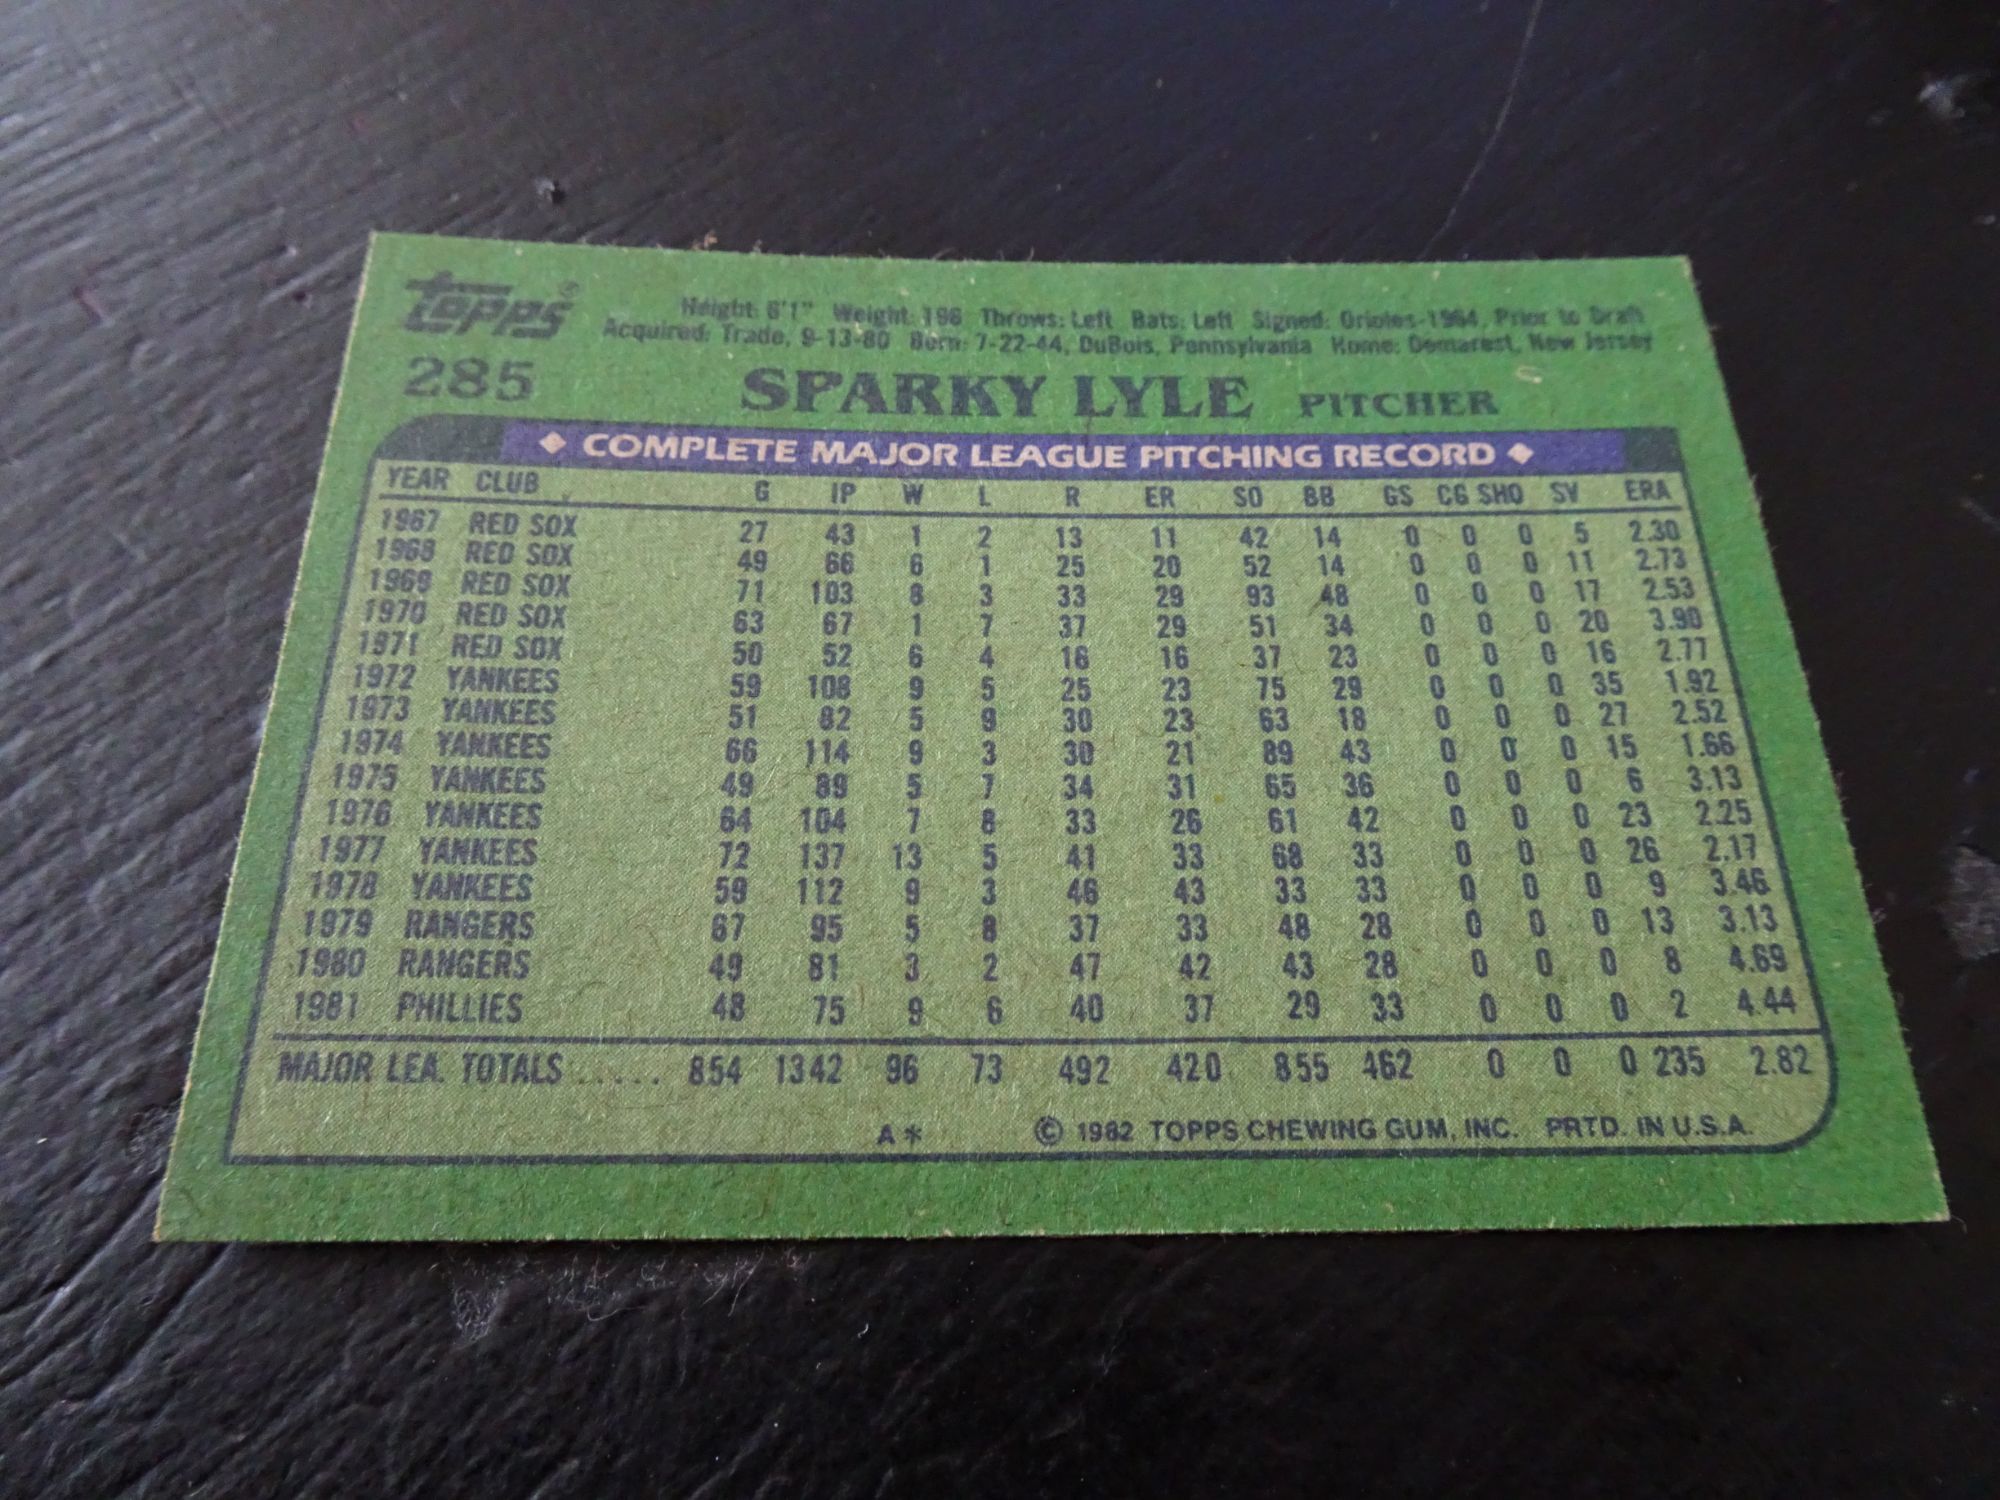 topps®
Height: 6'1" Weight: 196 Throws: Left Bats: Left Signed: Orioles-1964, Prior to Draft
Acquired: Trade, 9-13-80 Born: 7-22-44, DuBois, Pennsylvania Home: Demarest, New Jersey
285 SPARKY LYLE PITCHER
◆ COMPLETE MAJOR LEAGUE PITCHING RECORD ◆
YEAR CLUB G IP W L R ER SO BB GS CG SHO SV ERA
1967 RED SOX 27 43 1 2 13 11 42 14 0 0 0 5 2.30
1968 RED SOX 49 66 6 1 25 20 52 14 0 0 0 11 2.73
1969 RED SOX 71 103 8 3 33 29 93 48 0 0 0 17 2.53
1970 RED SOX 63 67 1 7 37 29 51 34 0 0 0 20 3.90
1971 RED SOX 50 52 6 4 16 16 37 23 0 0 0 16 2.77
1972 YANKEES 59 108 9 5 25 23 75 29 0 0 0 35 1.92
1973 YANKEES 51 82 5 9 30 23 63 18 0 0 0 27 2.52
1974 YANKEES 66 114 9 3 30 21 89 43 0 0 0 15 1.66
1975 YANKEES 49 89 5 7 34 31 65 36 0 0 0 6 3.13
1976 YANKEES 64 104 7 8 33 26 61 42 0 0 0 23 2.25
1977 YANKEES 72 137 13 5 41 33 68 33 0 0 0 26 2.17
1978 YANKEES 59 112 9 3 46 43 33 33 0 0 0 9 3.46
1979 RANGERS 67 95 5 8 37 33 48 28 0 0 0 13 3.13
1980 RANGERS 49 81 3 2 47 42 43 28 0 0 0 8 4.69
1981 PHILLIES 48 75 9 6 40 37 29 33 0 0 0 2 4.44
MAJOR LEA. TOTALS ..... 854 1342 96 73 492 420 855 462 0 0 0 235 2.82
A* © 1982 TOPPS CHEWING GUM, INC. PRTD. IN U.S.A.